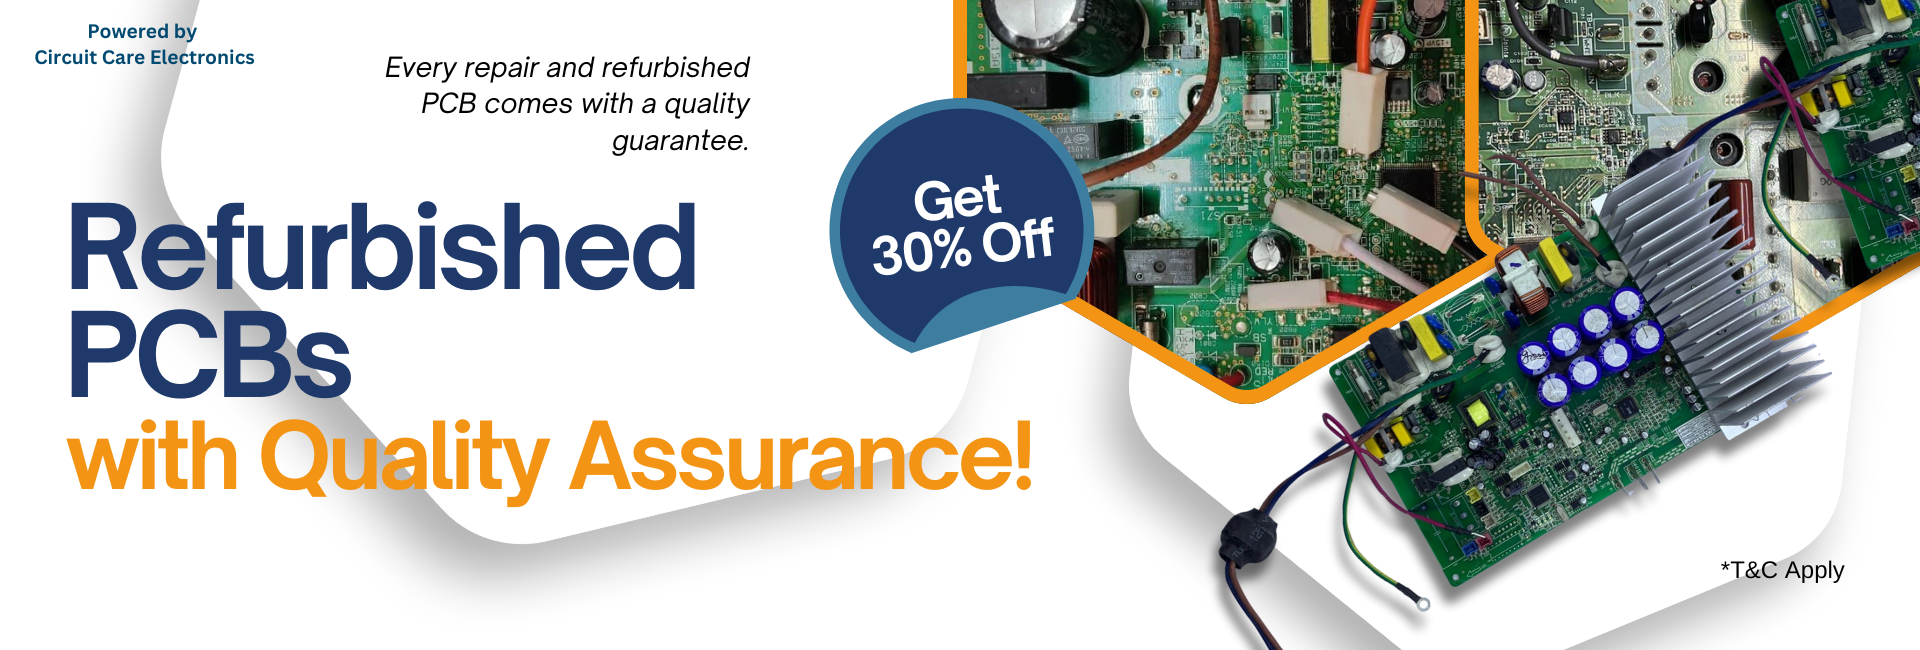 Powered by
Circuit Care Electronics
Every repair and refurbished
PCB comes with a quality
guarantee.
Refurbished
PCBs
with Quality Assurance!
Get
30% Off
*T&C Apply